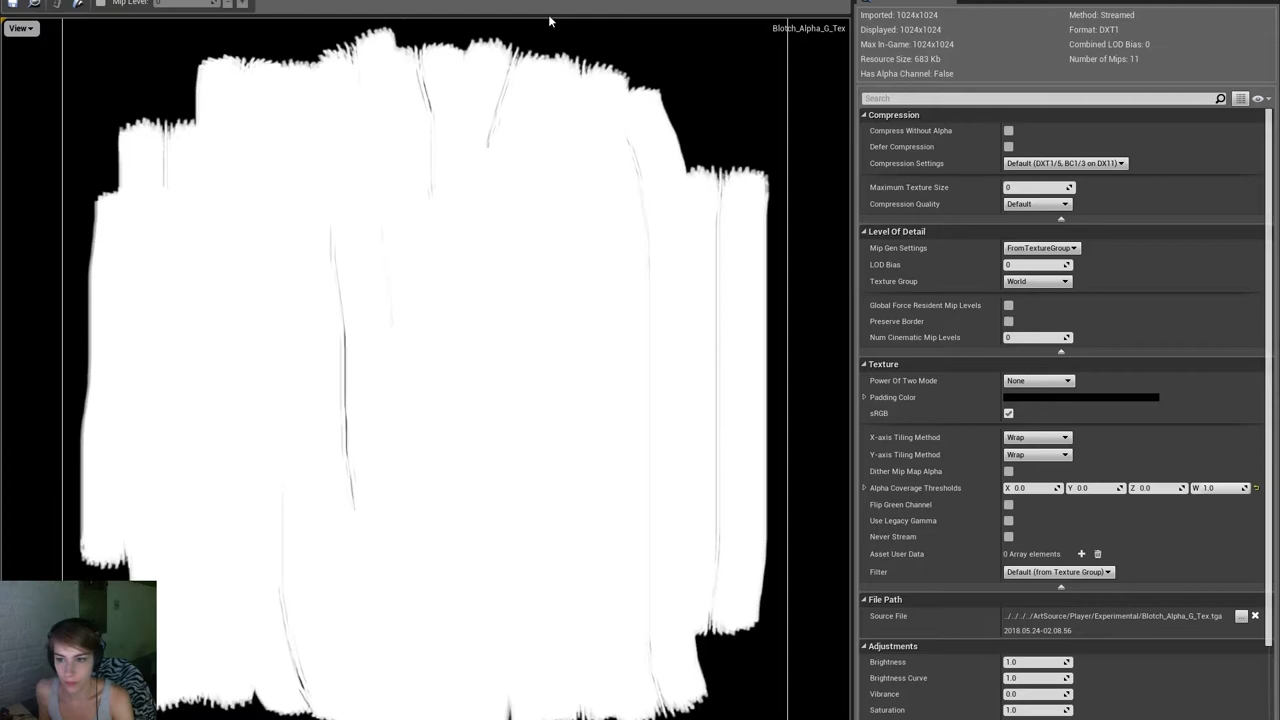 Mip Level: 0
View
Blotch_Alpha_G_Tex
Imported: 1024x1024
Method: Streamed
Displayed: 1024x1024
Format: DXT1
Max In-Game: 1024x1024
Combined LOD Bias: 0
Resource Size: 683 Kb
Number of Mips: 11
Has Alpha Channel: False
Search
Compression
Compress Without Alpha
Defer Compression
Compression Settings Default (DXT1/5, BC1/3 on DX11)
Maximum Texture Size 0
Compression Quality Default
Level Of Detail
Mip Gen Settings FromTextureGroup
LOD Bias 0
Texture Group World
Global Force Resident Mip Levels
Preserve Border
Num Cinematic Mip Levels 0
Texture
Power Of Two Mode None
Padding Color
sRGB
X-axis Tiling Method Wrap
Y-axis Tiling Method Wrap
Dither Mip Map Alpha
Alpha Coverage Thresholds X 0.0 Y 0.0 Z 0.0 W 1.0
Flip Green Channel
Use Legacy Gamma
Never Stream
Asset User Data 0 Array elements
Filter Default (from Texture Group)
File Path
Source File ../../../../ArtSource/Player/Experimental/Blotch_Alpha_G_Tex.tga
2018.05.24-02.08.56
Adjustments
Brightness 1.0
Brightness Curve 1.0
Vibrance 0.0
Saturation 1.0